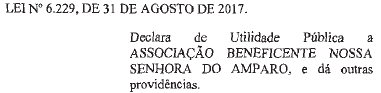 LEI Nº 6.229, DE 31 DE AGOSTO DE 2017.
Declara de Utilidade Pública a
ASSOCIAÇÃO BENEFICENTE NOSSA
SENHORA DO AMPARO, e dá outras
providências.